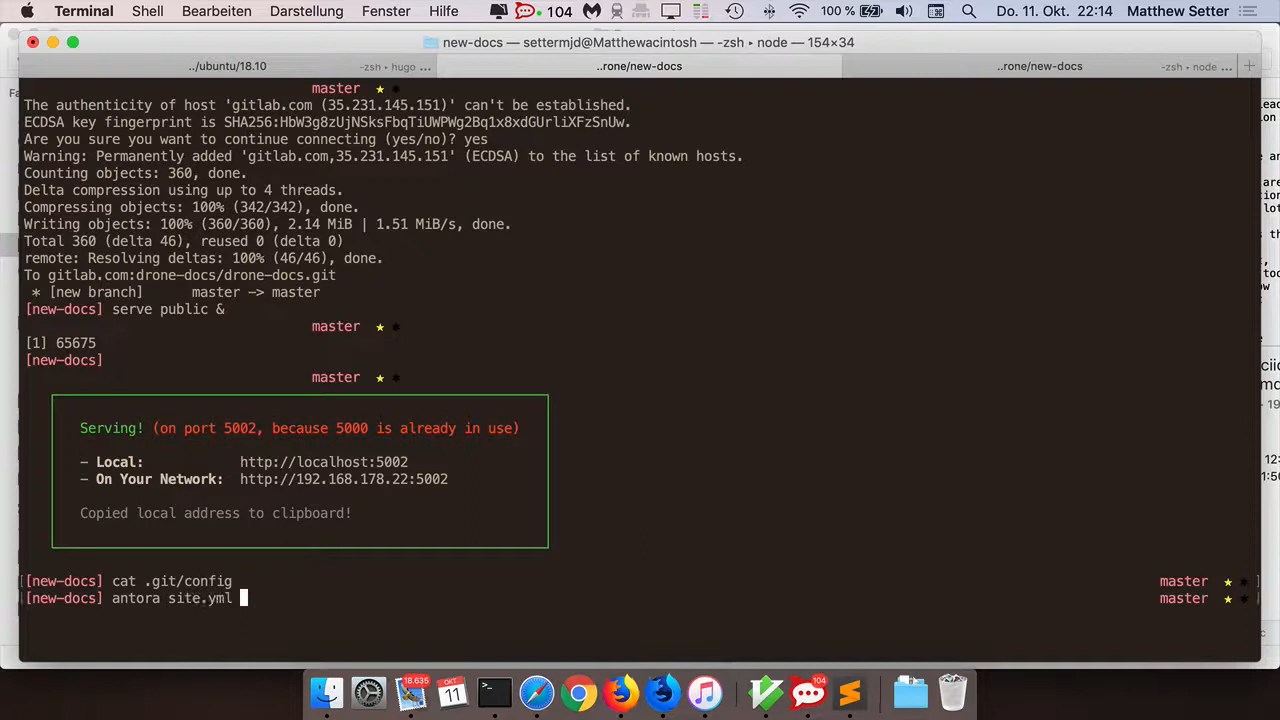 Terminal Shell Bearbeiten Darstellung Fenster Hilfe 104 100 % Do. 11. Okt. 22:14 Matthew Setter
new-docs — settermjd@Matthewacintosh — -zsh ▸ node — 154×34
../ubuntu/18.10 -zsh ▸ hugo ... ..rone/new-docs ..rone/new-docs -zsh ▸ node ...
master ★ *
The authenticity of host 'gitlab.com (35.231.145.151)' can't be established.
ECDSA key fingerprint is SHA256:HbW3g8zUjNSksFbqTiUWPWg2Bq1x8xdGUrliXFzSnUw.
Are you sure you want to continue connecting (yes/no)? yes
Warning: Permanently added 'gitlab.com,35.231.145.151' (ECDSA) to the list of known hosts.
Counting objects: 360, done.
Delta compression using up to 4 threads.
Compressing objects: 100% (342/342), done.
Writing objects: 100% (360/360), 2.14 MiB | 1.51 MiB/s, done.
Total 360 (delta 46), reused 0 (delta 0)
remote: Resolving deltas: 100% (46/46), done.
To gitlab.com:drone-docs/drone-docs.git
* [new branch] master -> master
[new-docs] serve public &
master ★ *
[1] 65675
[new-docs]
master ★ *
Serving! (on port 5002, because 5000 is already in use)
- Local: http://localhost:5002
- On Your Network: http://192.168.178.22:5002
Copied local address to clipboard!
[new-docs] cat .git/config master ★ *
[new-docs] antora site.yml master ★ *
18.635
OKT.
11
104